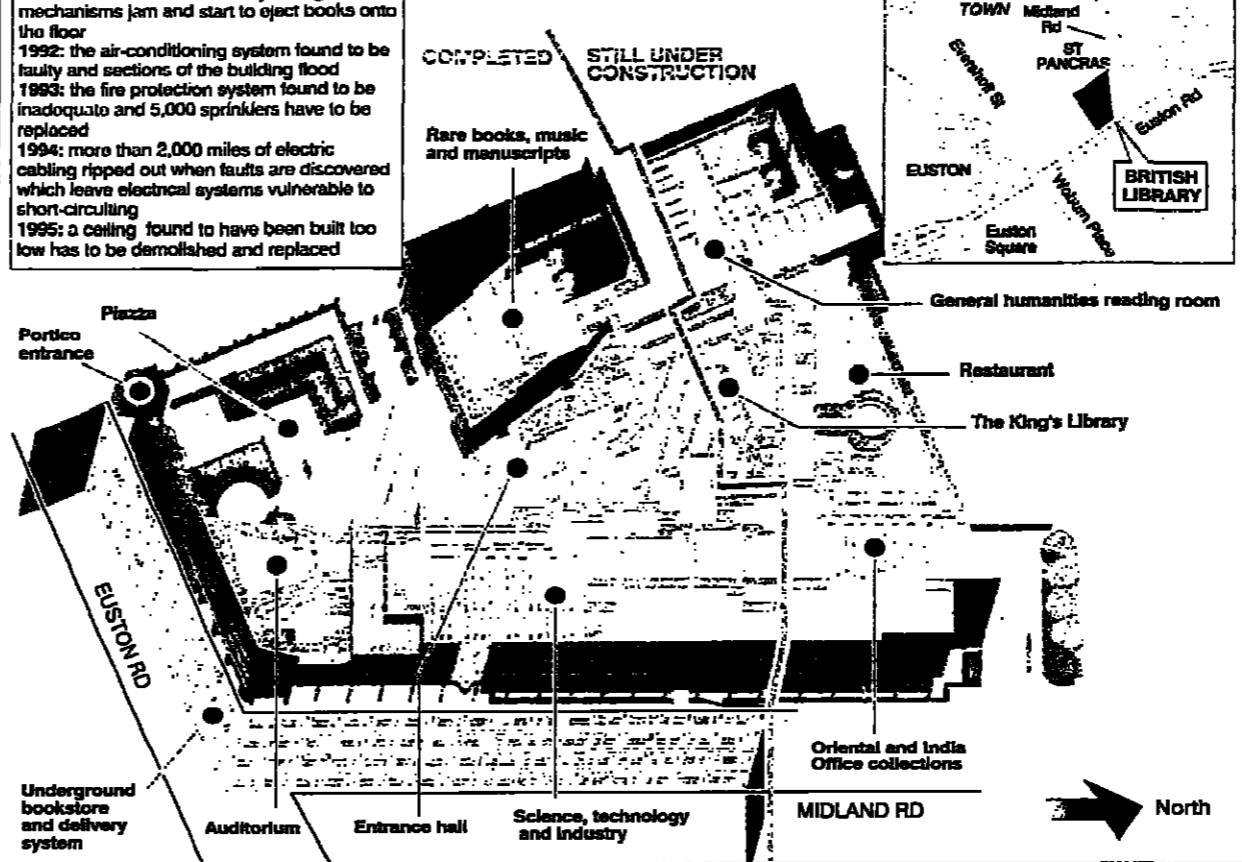 mechanisms jam and start to eject books onto
the floor
1992: the air-conditioning system found to be
faulty and sections of the building flood
1993: the fire protection system found to be
inadequate and 5,000 sprinklers have to be
replaced
1994: more than 2,000 miles of electric
cabling ripped out when faults are discovered
which leave electrical systems vulnerable to
short-circuiting
1995: a ceiling found to have been built too
low has to be demolished and replaced
COMPLETED
STILL UNDER
CONSTRUCTION
TOWN
Midland
Rd
ST
PANCRAS
Eversholt St
Euston Rd
EUSTON
BRITISH
LIBRARY
Woburn Place
Euston
Square
Rare books, music
and manuscripts
General humanities reading room
Restaurant
The King's Library
Piazza
Portico
entrance
EUSTON RD
Underground
bookstore
and delivery
system
Auditorium
Entrance hall
Science, technology
and industry
Oriental and India
Office collections
MIDLAND RD
North